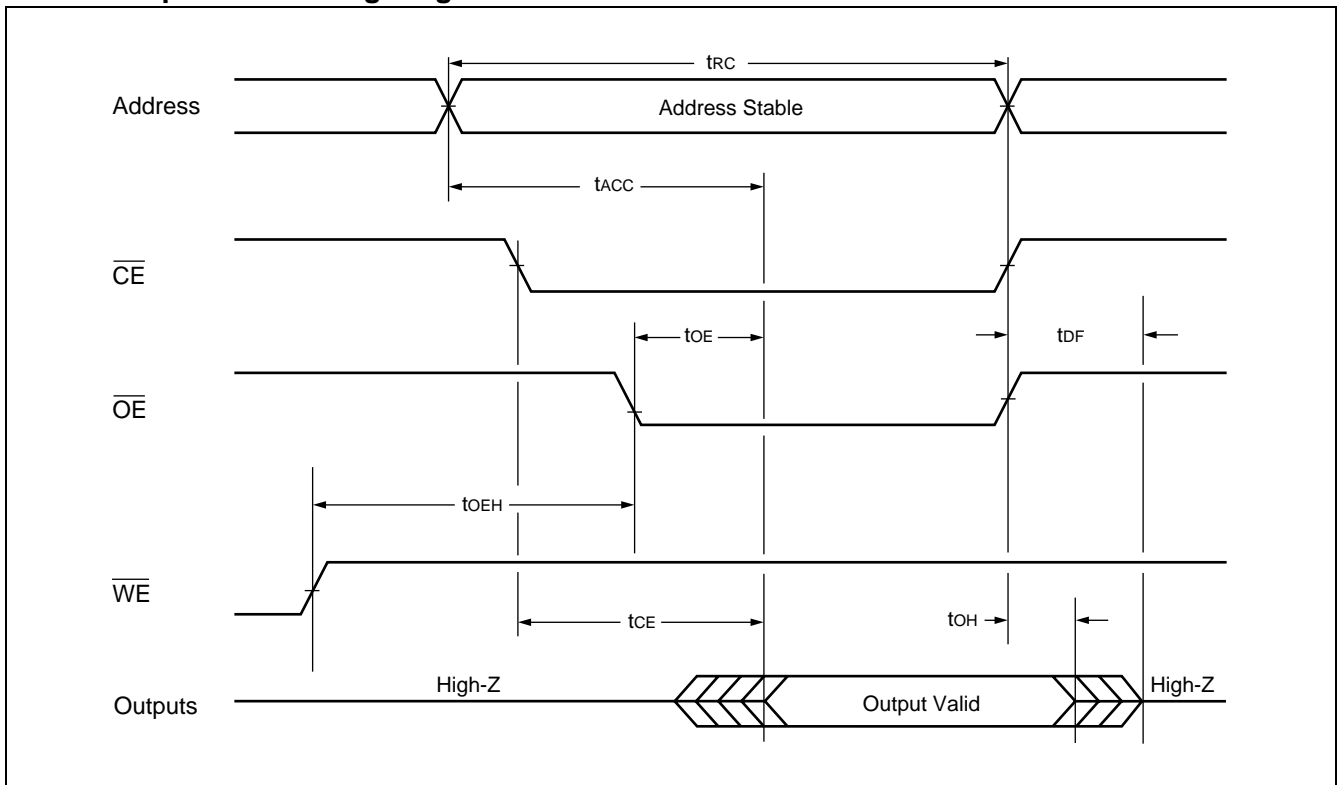 tRC
Address
Address Stable
tACC
CE
tOE
tDF
OE
tOEH
WE
tCE
tOH
High-Z
High-Z
Outputs
Output Valid